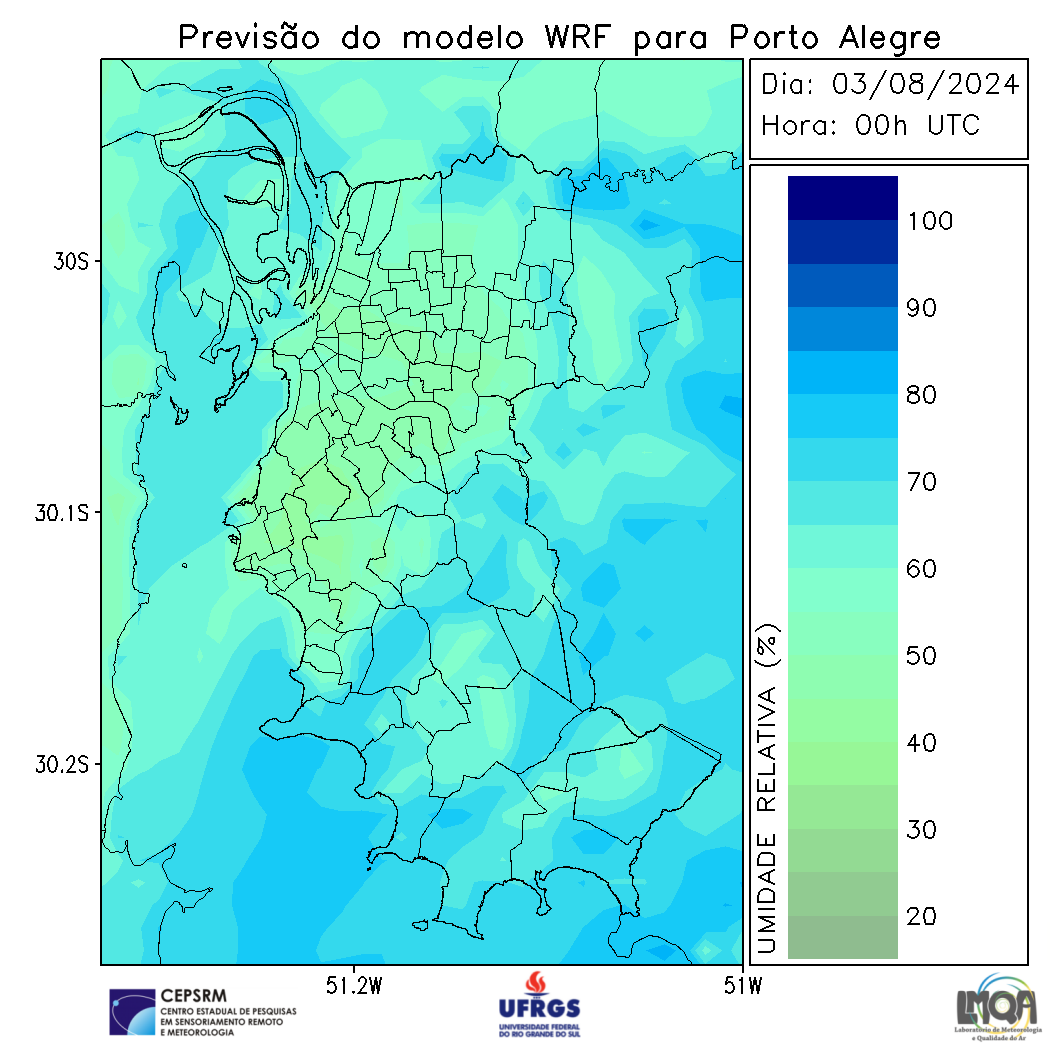 Previsão do modelo WRF para Porto Alegre
Dia: 03/08/2024
Hora: 00h UTC
30S
30.1S
30.2S
51.2W
51W
100
90
80
70
60
50
40
30
20
UMIDADE RELATIVA (%)
CEPSRM
CENTRO ESTADUAL DE PESQUISAS
EM SENSORIAMENTO REMOTO
E METEOROLOGIA
UFRGS
UNIVERSIDADE FEDERAL
DO RIO GRANDE DO SUL
LMQA
Laboratório de Meteorologia
e Qualidade do Ar